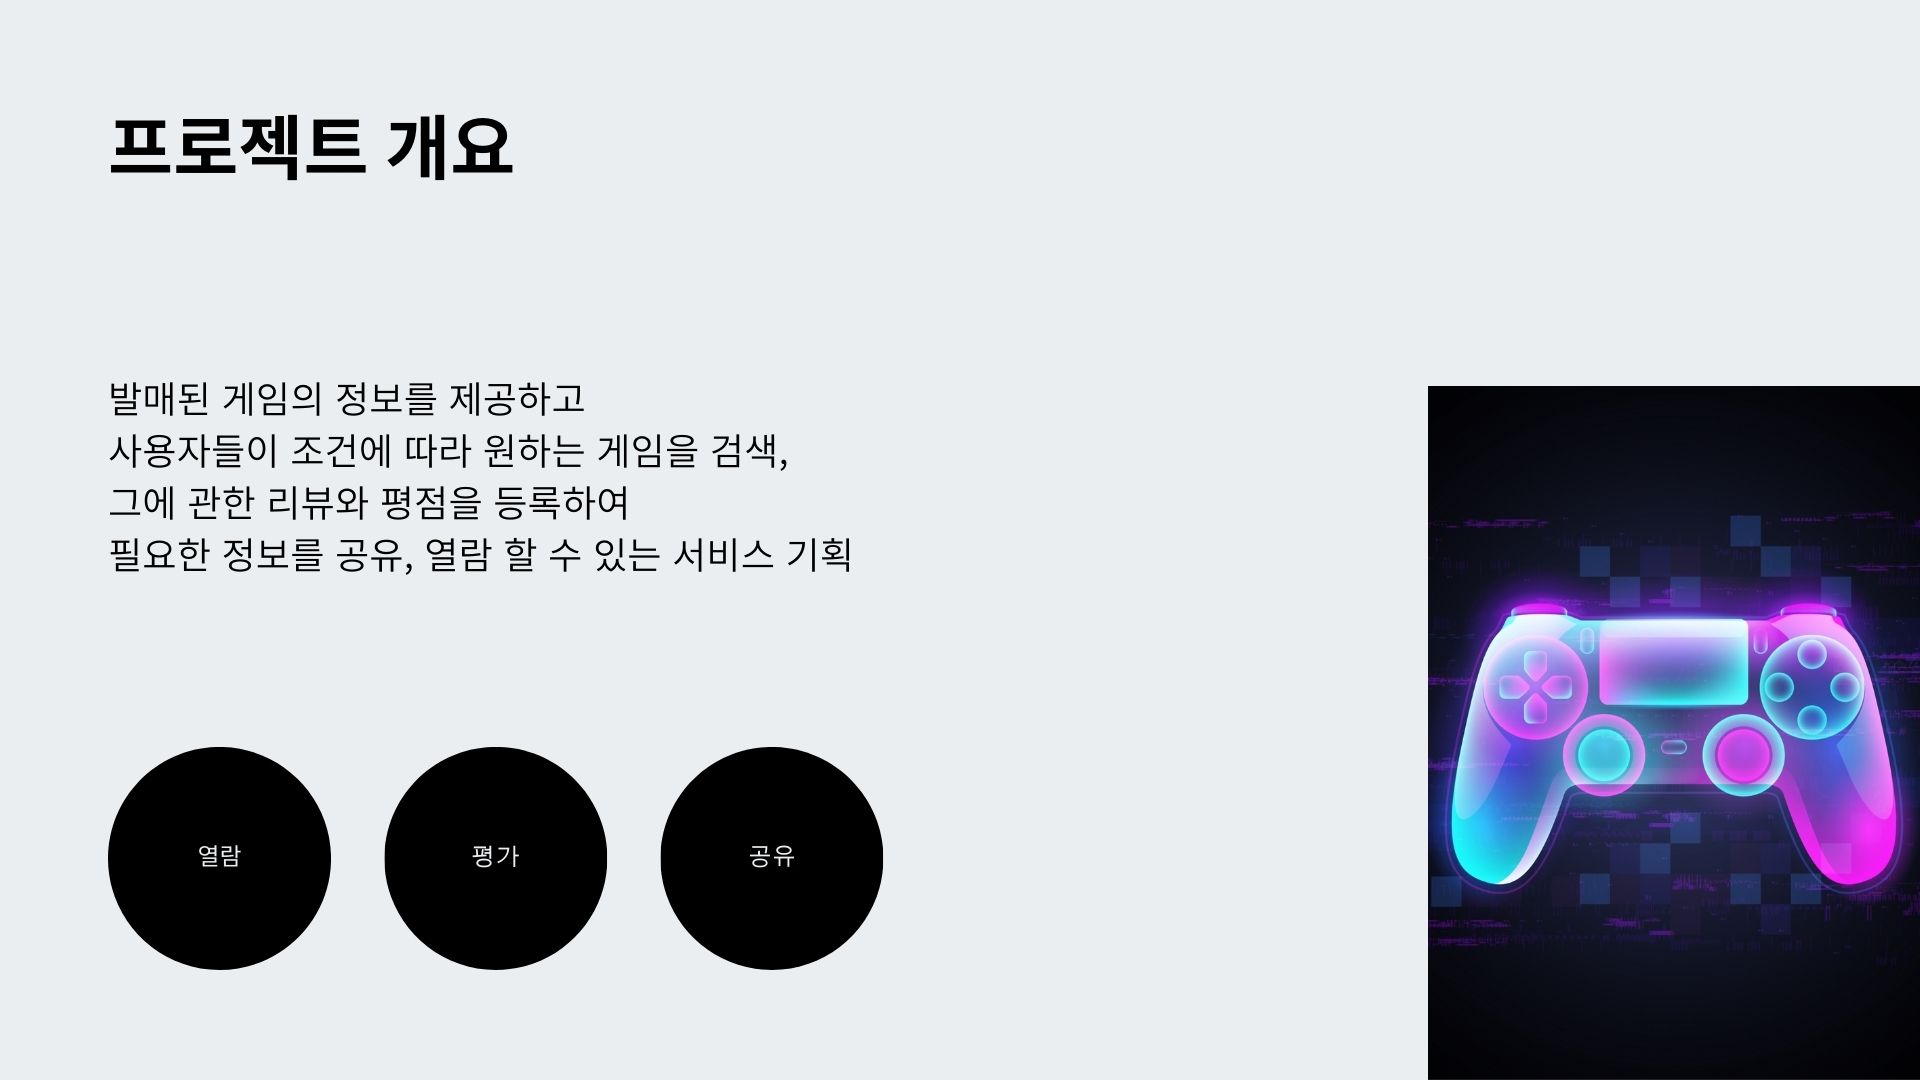 프로젝트 개요
발매된 게임의 정보를 제공하고
사용자들이 조건에 따라 원하는 게임을 검색,
그에 관한 리뷰와 평점을 등록하여
필요한 정보를 공유, 열람 할 수 있는 서비스 기획
열람
평가
공유